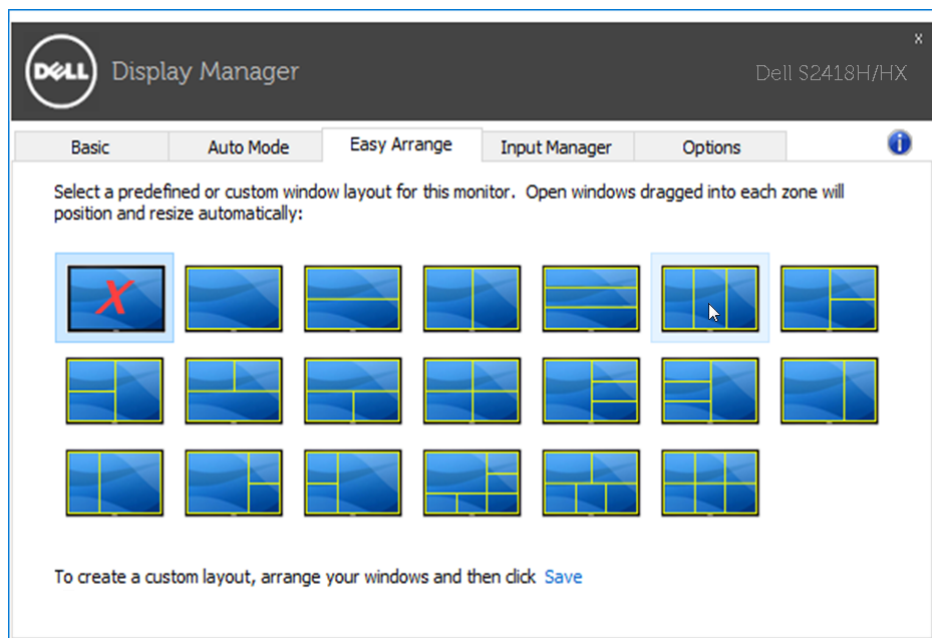 x
DELL Display Manager
Dell S2418H/HX
Basic Auto Mode Easy Arrange Input Manager Options
Select a predefined or custom window layout for this monitor. Open windows dragged into each zone will
position and resize automatically:
X
To create a custom layout, arrange your windows and then click Save